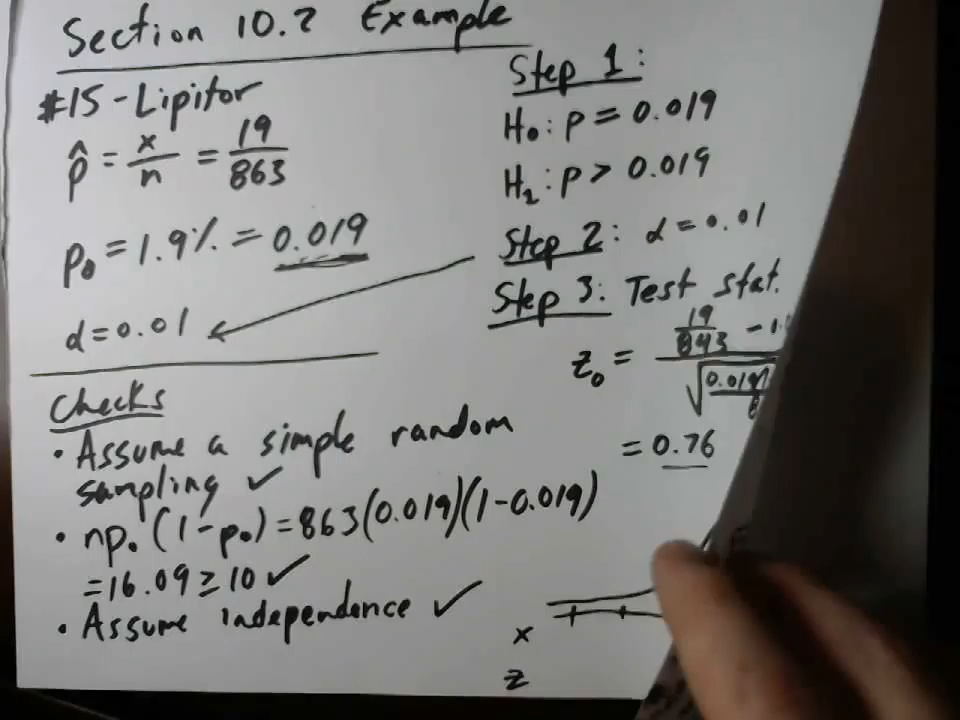 Section 10.2 Example
#15-Lipitor
p̂ = x/n = 19/863
p₀ = 1.9% = 0.019
α = 0.01
Checks
• Assume a simple random
sampling ✓
• np₀ (1-p₀) = 863(0.019)(1-0.019)
= 16.09 ≥ 10 ✓
• Assume independence ✓
Step 1:
H₀: p = 0.019
H₁: p > 0.019
Step 2: α = 0.01
Step 3: Test stat.
z₀ =
= 0.76
x
z